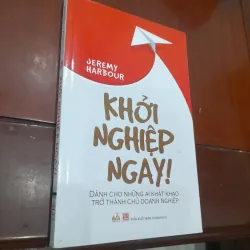 JEREMY
HARBOUR
KHỞI
NGHIỆP
NGAY!
DÀNH CHO NHỮNG AI KHÁT KHAO
TRỞ THÀNH CHỦ DOANH NGHIỆP